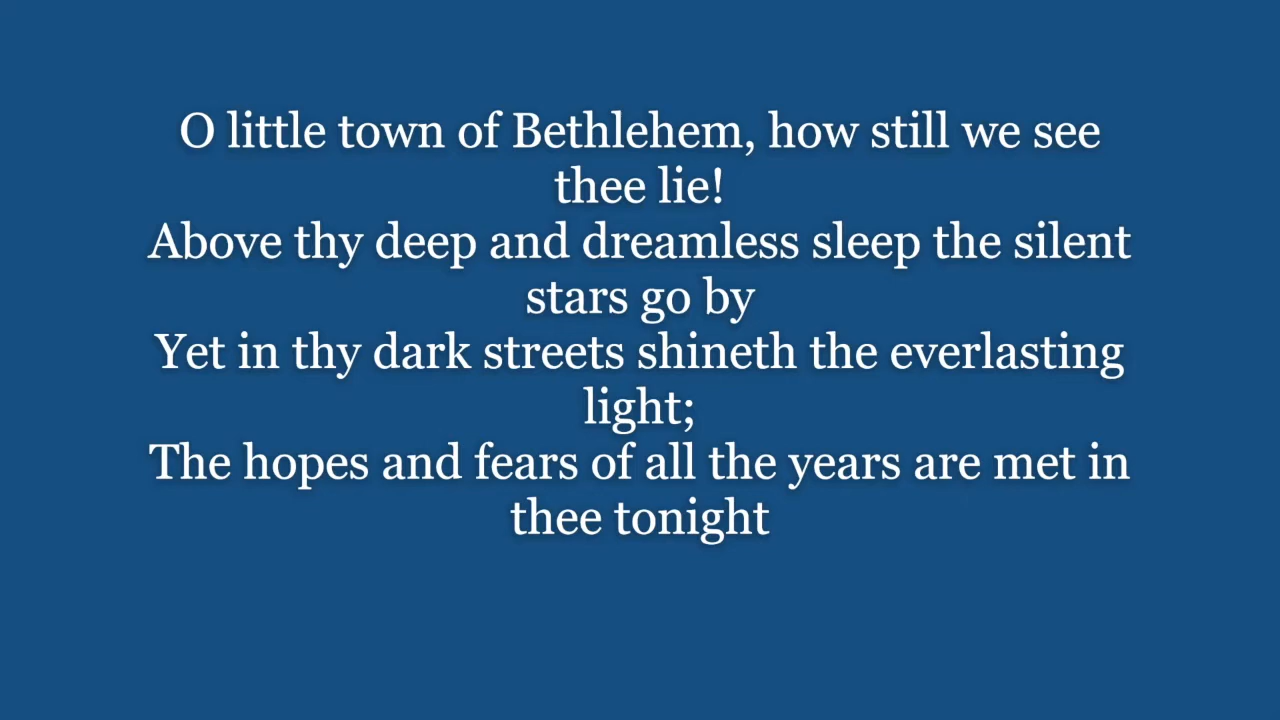 O little town of Bethlehem, how still we see
thee lie!
Above thy deep and dreamless sleep the silent
stars go by
Yet in thy dark streets shineth the everlasting
light;
The hopes and fears of all the years are met in
thee tonight